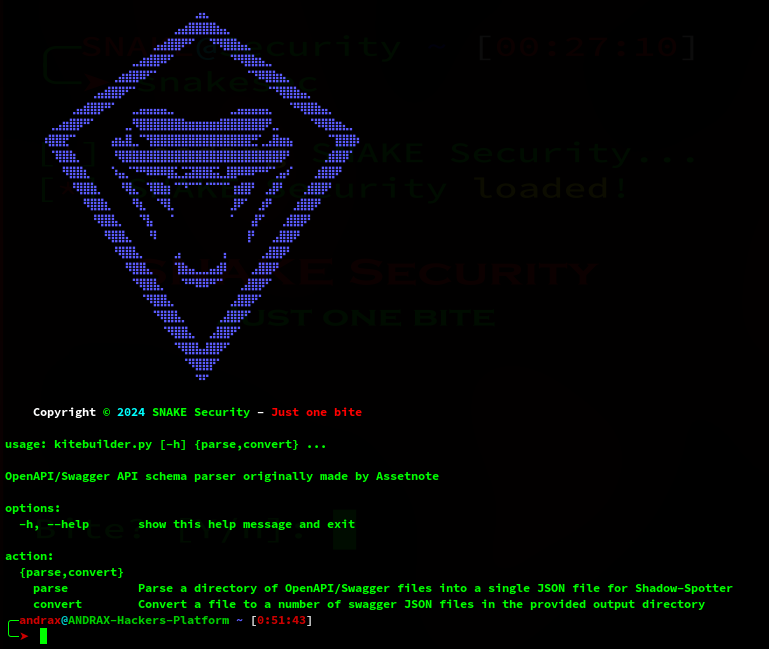 SNAKE@Security [00:27:10]
snakesec
SNAKE Security...
Security loaded!
SNAKE SECURITY
JUST ONE BITE
Copyright © 2024 SNAKE Security – Just one bite
usage: kitebuilder.py [-h] {parse,convert} ...
OpenAPI/Swagger API schema parser originally made by Assetnote
options:
-h, --help show this help message and exit
action:
{parse,convert}
parse Parse a directory of OpenAPI/Swagger files into a single JSON file for Shadow-Spotter
convert Convert a file to a number of swagger JSON files in the provided output directory
andrax@ANDRAX-Hackers-Platform ~ [0:51:43]